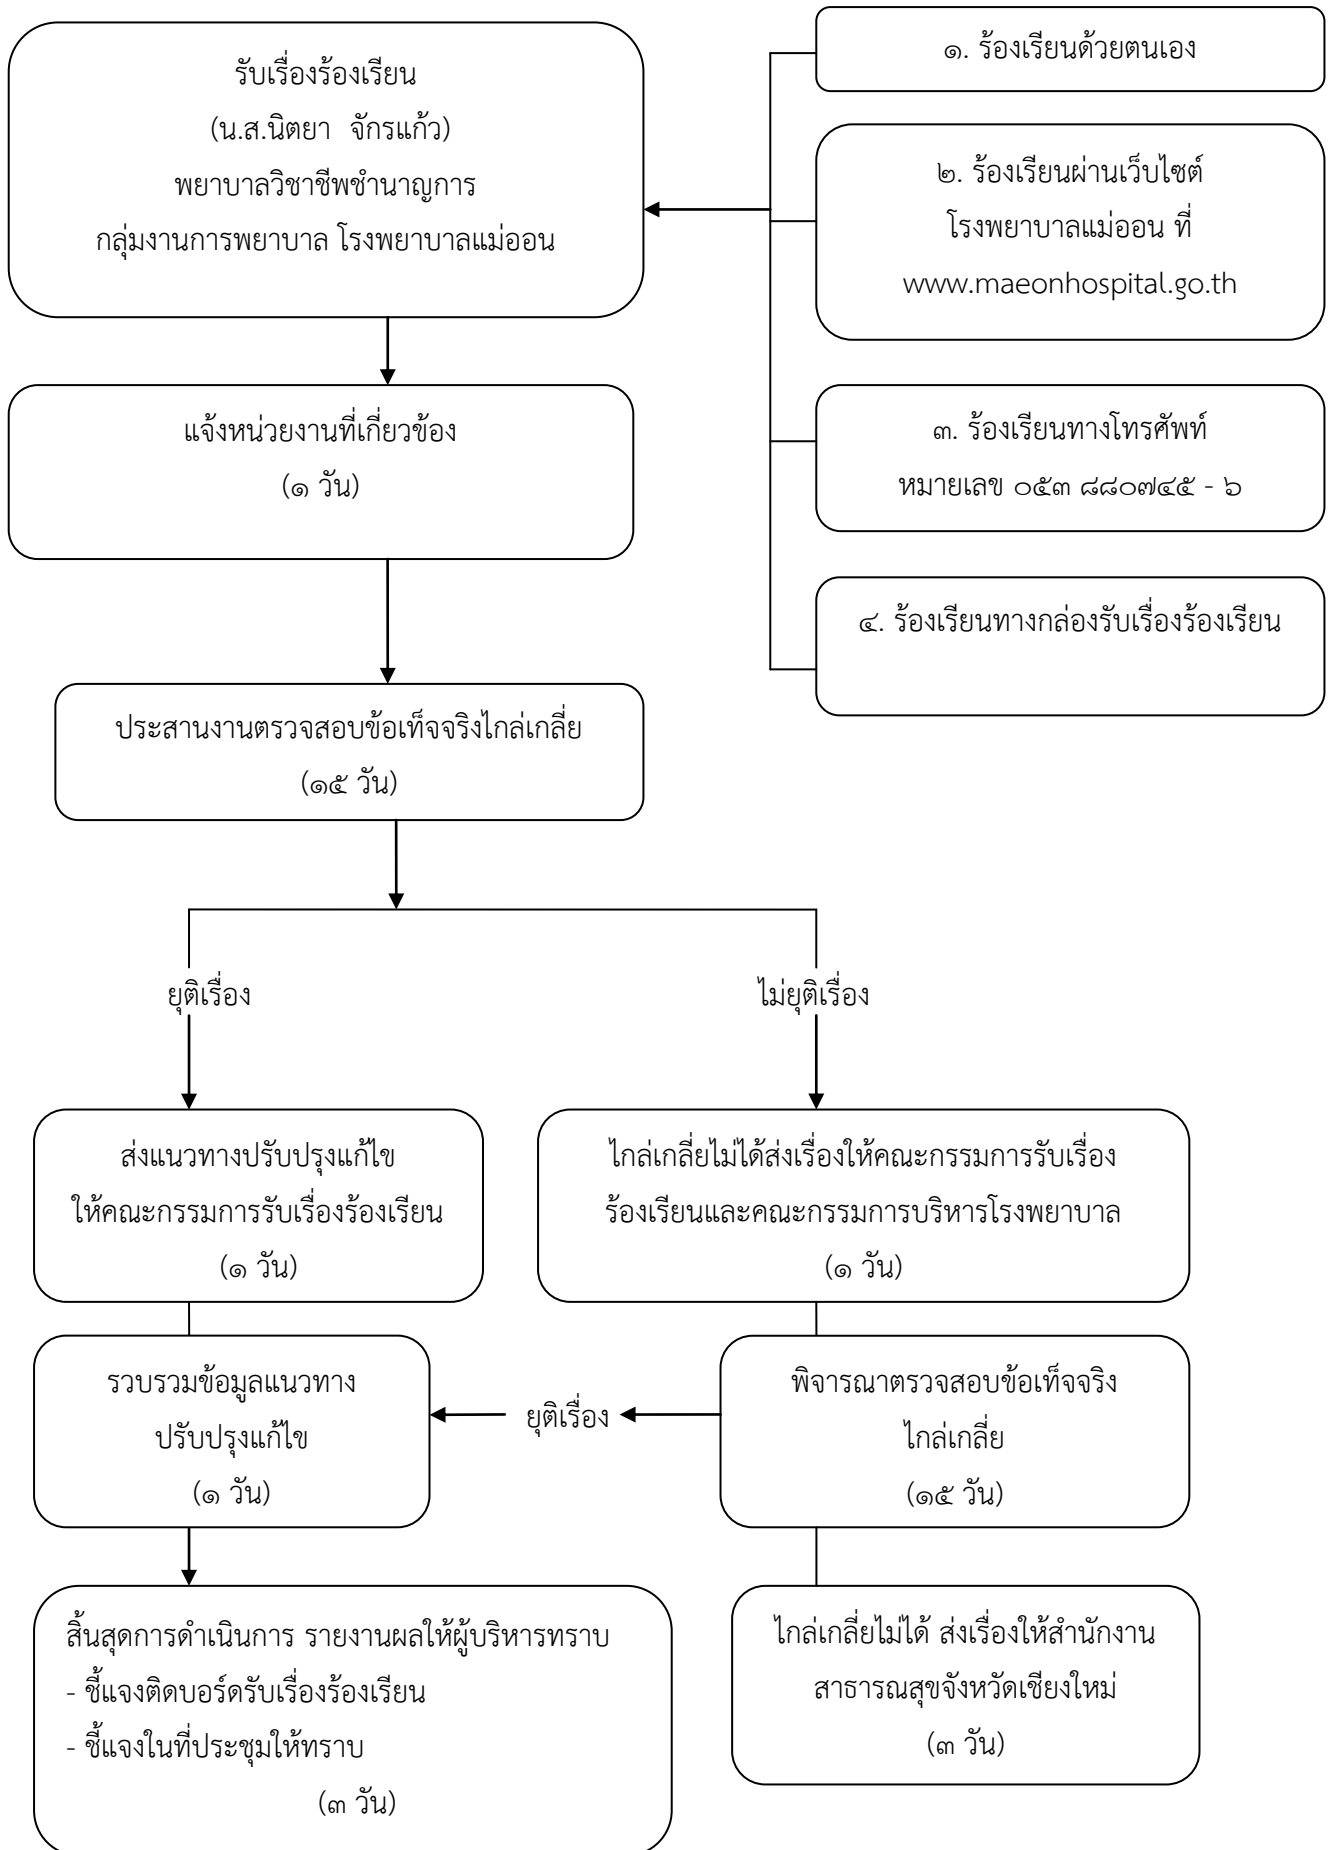 รับเรื่องร้องเรียน
(น.ส.นิตยา จักรแก้ว)
พยาบาลวิชาชีพชำนาญการ
กลุ่มงานการพยาบาล โรงพยาบาลแม่ออน
๑. ร้องเรียนด้วยตนเอง
๒. ร้องเรียนผ่านเว็บไซต์
โรงพยาบาลแม่ออน ที่
www.maeonhospital.go.th
๓. ร้องเรียนทางโทรศัพท์
หมายเลข ๐๕๓ ๘๘๐๗๔๕ - ๖
๔. ร้องเรียนทางกล่องรับเรื่องร้องเรียน
แจ้งหน่วยงานที่เกี่ยวข้อง
(๑ วัน)
ประสานงานตรวจสอบข้อเท็จจริงไกล่เกลี่ย
(๑๕ วัน)
ยุติเรื่อง
ไม่ยุติเรื่อง
ส่งแนวทางปรับปรุงแก้ไข
ให้คณะกรรมการรับเรื่องร้องเรียน
(๑ วัน)
ไกล่เกลี่ยไม่ได้ส่งเรื่องให้คณะกรรมการรับเรื่อง
ร้องเรียนและคณะกรรมการบริหารโรงพยาบาล
(๑ วัน)
รวบรวมข้อมูลแนวทาง
ปรับปรุงแก้ไข
(๑ วัน)
ยุติเรื่อง
พิจารณาตรวจสอบข้อเท็จจริง
ไกล่เกลี่ย
(๑๕ วัน)
สิ้นสุดการดำเนินการ รายงานผลให้ผู้บริหารทราบ
- ชี้แจงติดบอร์ดรับเรื่องร้องเรียน
- ชี้แจงในที่ประชุมให้ทราบ
(๓ วัน)
ไกล่เกลี่ยไม่ได้ ส่งเรื่องให้สำนักงาน
สาธารณสุขจังหวัดเชียงใหม่
(๓ วัน)